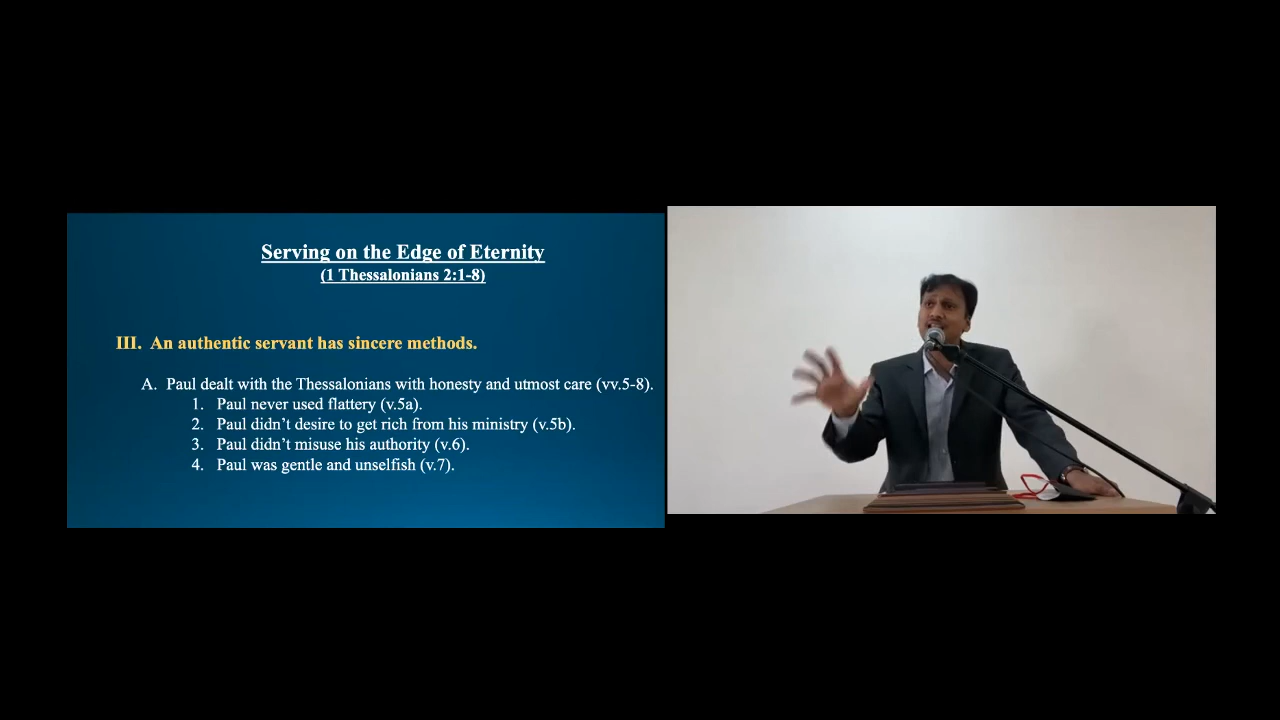 Serving on the Edge of Eternity
(1 Thessalonians 2:1-8)
III. An authentic servant has sincere methods.
A. Paul dealt with the Thessalonians with honesty and utmost care (vv.5-8).
1. Paul never used flattery (v.5a).
2. Paul didn’t desire to get rich from his ministry (v.5b).
3. Paul didn’t misuse his authority (v.6).
4. Paul was gentle and unselfish (v.7).